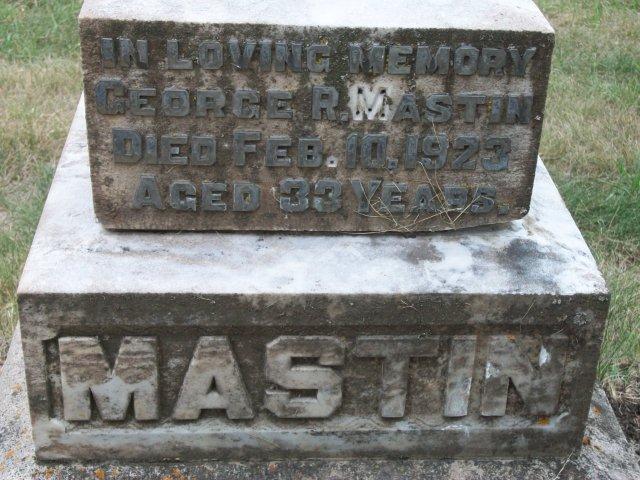 IN LOVING MEMORY
GEORGE R. MASTIN
DIED FEB. 10, 1923
AGED 33 YEARS.
MASTIN